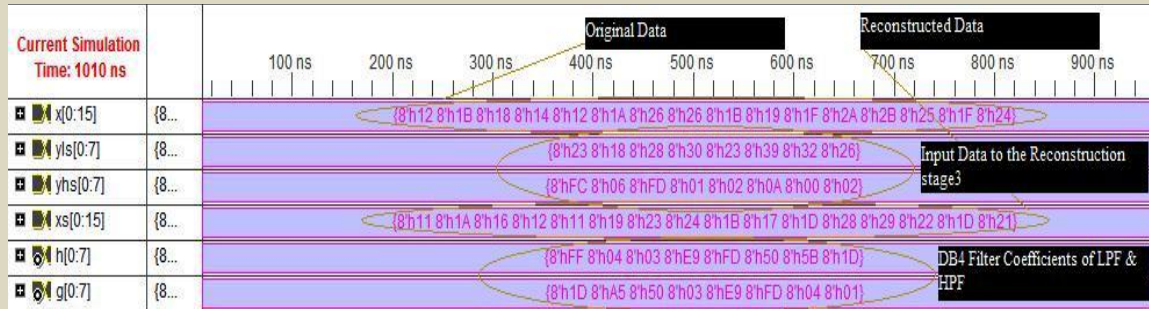 Original Data
Reconstructed Data
Current Simulation
Time: 1010 ns
100 ns 200 ns 300 ns 400 ns 500 ns 600 ns 700 ns 800 ns 900 ns
x[0:15] {8... {8'h12 8'h1B 8'h18 8'h14 8'h12 8'h1A 8'h26 8'h26 8'h1B 8'h19 8'h1F 8'h2A 8'h2B 8'h25 8'h1F 8'h24}
yls[0:7] {8... {8'h23 8'h18 8'h28 8'h30 8'h23 8'h39 8'h32 8'h26}
Input Data to the Reconstruction
stage3
yhs[0:7] {8... {8'hFC 8'h06 8'hFD 8'h01 8'h02 8'h0A 8'h00 8'h02}
xs[0:15] {8... {8'h11 8'h1A 8'h16 8'h12 8'h11 8'h19 8'h23 8'h24 8'h1B 8'h17 8'h1D 8'h28 8'h29 8'h22 8'h1D 8'h21}
h[0:7] {8... {8'hFF 8'h04 8'h03 8'hE9 8'hFD 8'h50 8'h5B 8'h1D}
DB4 Filter Coefficients of LPF &
HPF
g[0:7] {8... {8'h1D 8'hA5 8'h50 8'h03 8'hE9 8'hFD 8'h04 8'h01}